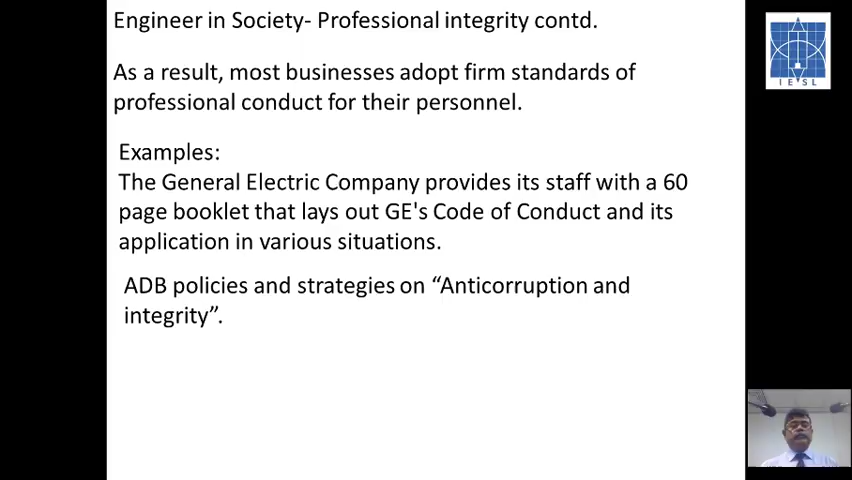 Engineer in Society- Professional integrity contd.
As a result, most businesses adopt firm standards of
professional conduct for their personnel.
Examples:
The General Electric Company provides its staff with a 60
page booklet that lays out GE's Code of Conduct and its
application in various situations.
ADB policies and strategies on “Anticorruption and
integrity”.
IESL